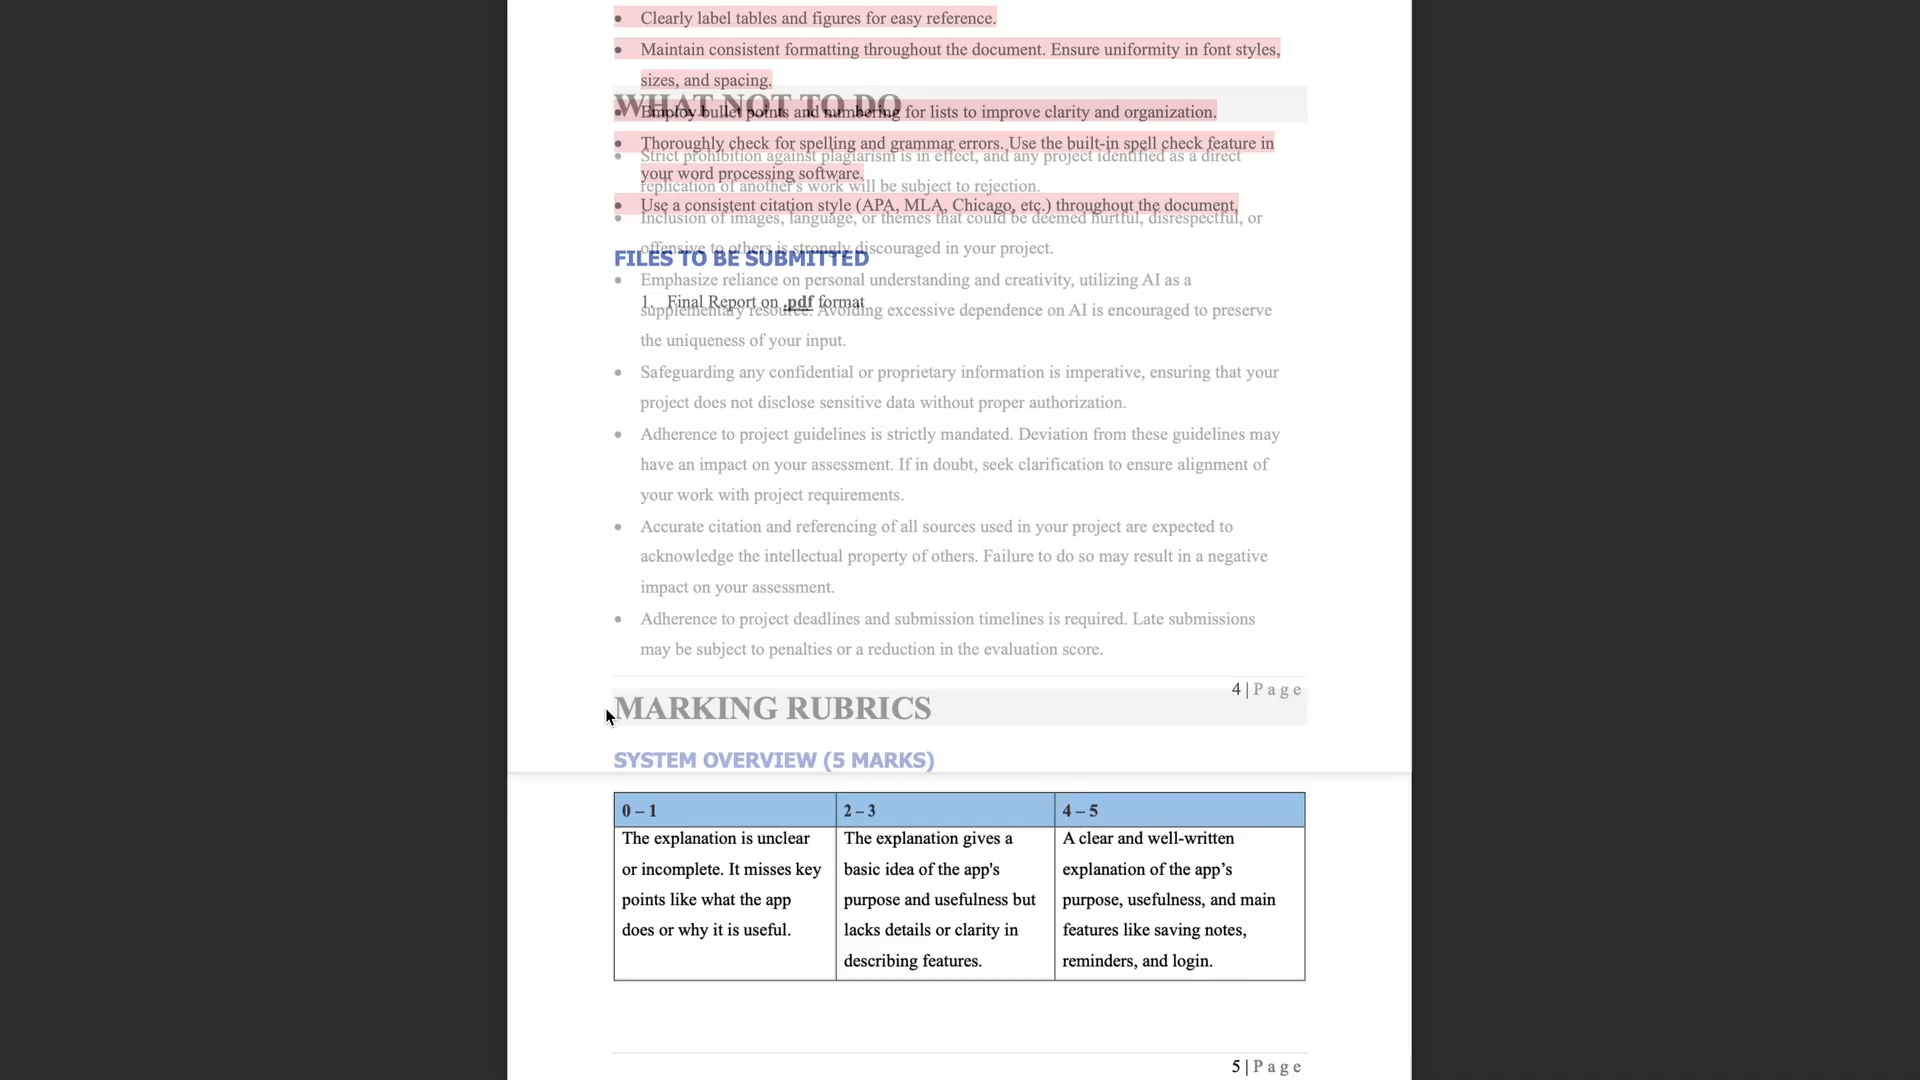 • Clearly label tables and figures for easy reference.
• Maintain consistent formatting throughout the document. Ensure uniformity in font styles,
sizes, and spacing.
WHAT NOT TO DO
• Employ bullet points and numbering for lists to improve clarity and organization.
• Thoroughly check for spelling and grammar errors. Use the built-in spell check feature in
• Strict prohibition against plagiarism is in effect, and any project identified as a direct
your word processing software.
replication of another's work will be subject to rejection.
• Use a consistent citation style (APA, MLA, Chicago, etc.) throughout the document,
• Inclusion of images, language, or themes that could be deemed hurtful, disrespectful, or
offensive to others is strongly discouraged in your project.
FILES TO BE SUBMITTED
• Emphasize reliance on personal understanding and creativity, utilizing AI as a
1. Final Report on .pdf format
supplementary resource. Avoiding excessive dependence on AI is encouraged to preserve
the uniqueness of your input.
• Safeguarding any confidential or proprietary information is imperative, ensuring that your
project does not disclose sensitive data without proper authorization.
• Adherence to project guidelines is strictly mandated. Deviation from these guidelines may
have an impact on your assessment. If in doubt, seek clarification to ensure alignment of
your work with project requirements.
• Accurate citation and referencing of all sources used in your project are expected to
acknowledge the intellectual property of others. Failure to do so may result in a negative
impact on your assessment.
• Adherence to project deadlines and submission timelines is required. Late submissions
may be subject to penalties or a reduction in the evaluation score.
4 | Page
MARKING RUBRICS
SYSTEM OVERVIEW (5 MARKS)
0 – 1
The explanation is unclear
or incomplete. It misses key
points like what the app
does or why it is useful.
2 – 3
The explanation gives a
basic idea of the app's
purpose and usefulness but
lacks details or clarity in
describing features.
4 – 5
A clear and well-written
explanation of the app’s
purpose, usefulness, and main
features like saving notes,
reminders, and login.
5 | Page